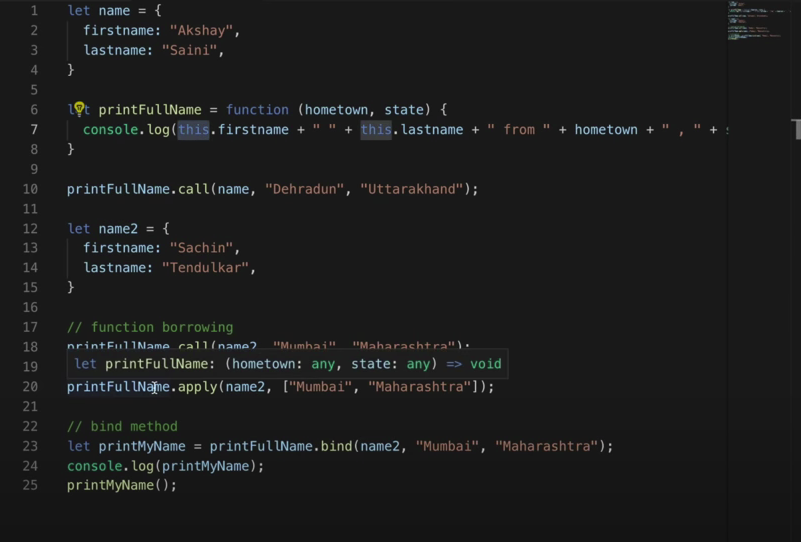 1 let name = {
2 firstname: "Akshay",
3 lastname: "Saini",
4 }
5
6 let printFullName = function (hometown, state) {
7 console.log(this.firstname + " " + this.lastname + " from " + hometown + " , " +
8 }
9
10 printFullName.call(name, "Dehradun", "Uttarakhand");
11
12 let name2 = {
13 firstname: "Sachin",
14 lastname: "Tendulkar",
15 }
16
17 // function borrowing
18 printFullName.call(name2, "Mumbai", "Maharashtra");
19 let printFullName: (hometown: any, state: any) => void
20 printFullName.apply(name2, ["Mumbai", "Maharashtra"]);
21
22 // bind method
23 let printMyName = printFullName.bind(name2, "Mumbai", "Maharashtra");
24 console.log(printMyName);
25 printMyName();